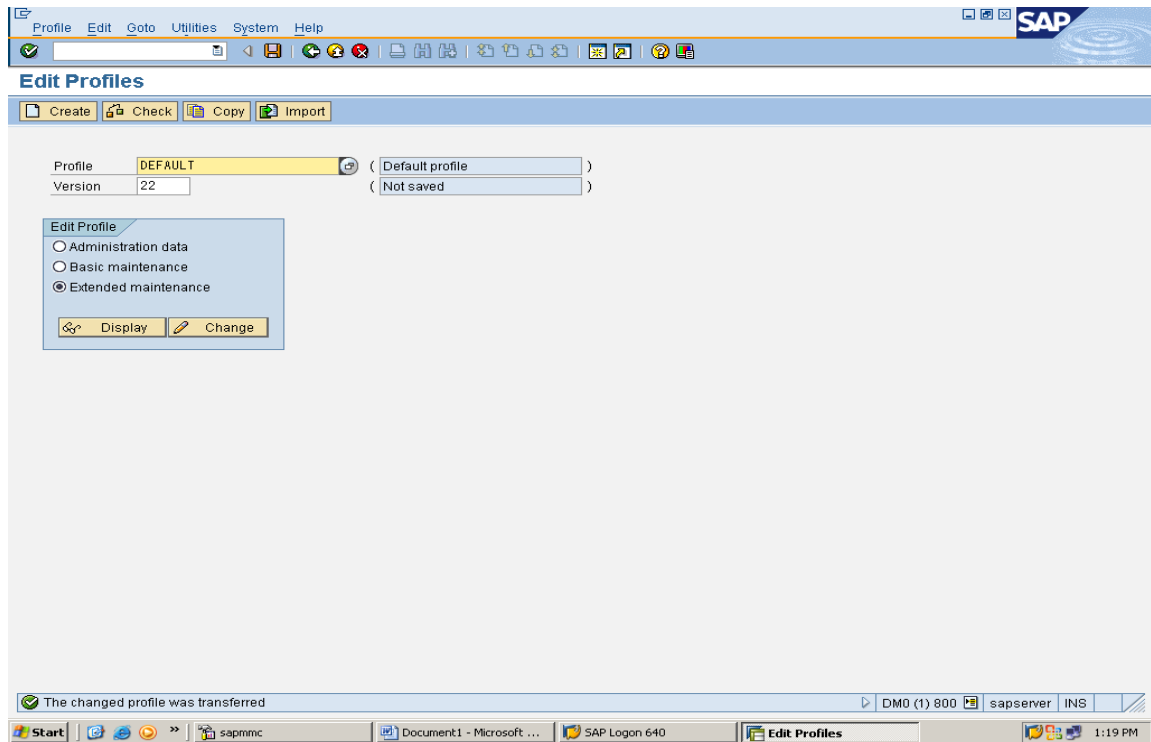 Profile Edit Goto Utilities System Help
SAP
Edit Profiles
Create Check Copy Import
Profile DEFAULT ( Default profile )
Version 22 ( Not saved )
Edit Profile
Administration data
Basic maintenance
Extended maintenance
Display Change
The changed profile was transferred DM0 (1) 800 sapserver INS
Start » sapmmc Document1 - Microsoft ... SAP Logon 640 Edit Profiles 1:19 PM